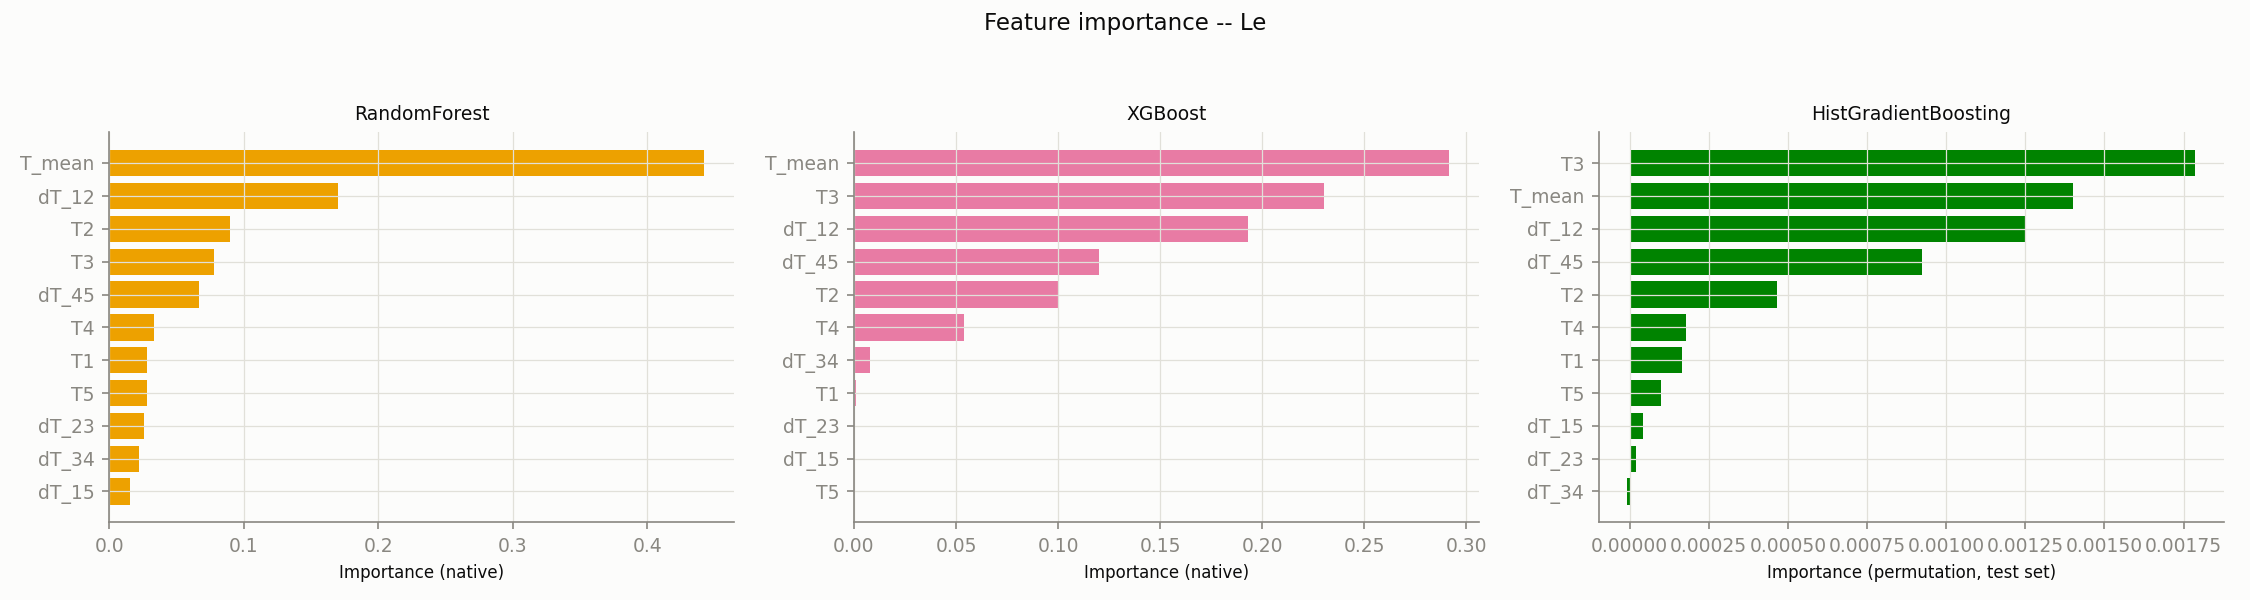 Feature importance -- Le
RandomForest
T_mean
dT_12
T2
T3
dT_45
T4
T1
T5
dT_23
dT_34
dT_15
0.0 0.1 0.2 0.3 0.4
Importance (native)
XGBoost
T_mean
T3
dT_12
dT_45
T2
T4
dT_34
T1
dT_23
dT_15
T5
0.00 0.05 0.10 0.15 0.20 0.25 0.30
Importance (native)
HistGradientBoosting
T3
T_mean
dT_12
dT_45
T2
T4
T1
T5
dT_15
dT_23
dT_34
0.00000 0.00025 0.00050 0.00075 0.00100 0.00125 0.00150 0.00175
Importance (permutation, test set)